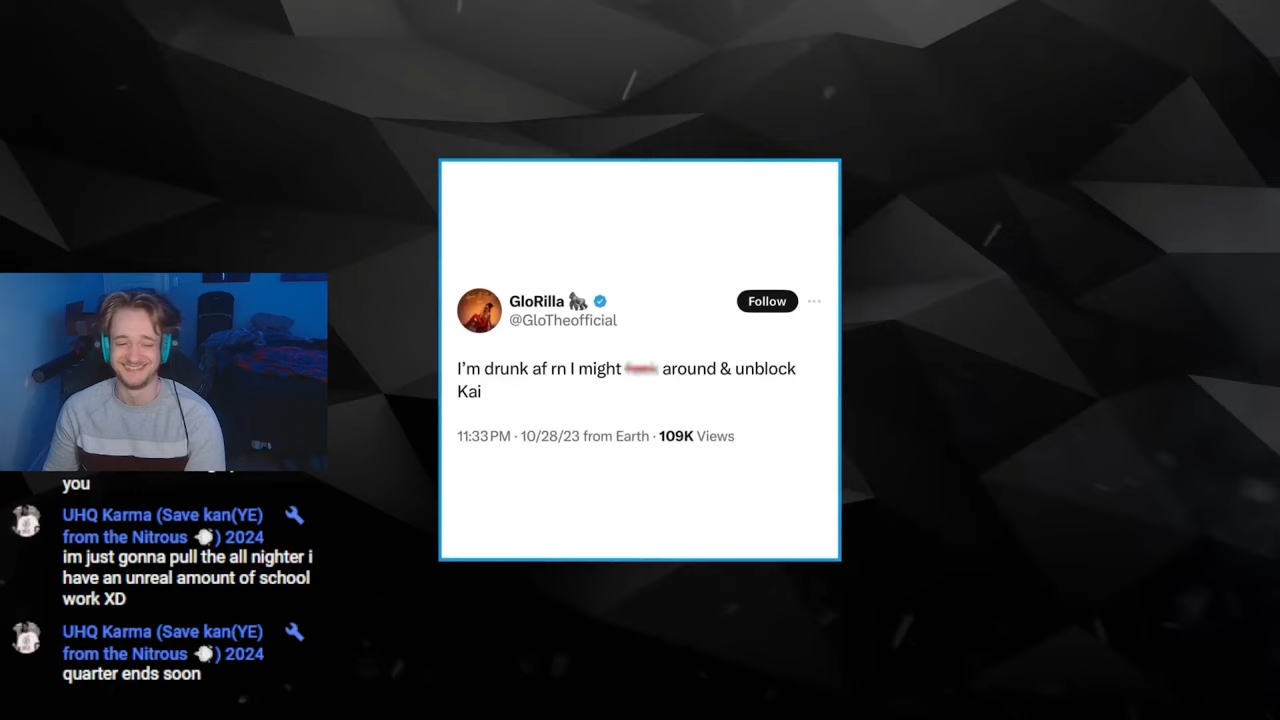 GloRilla 🦍
@GloTheofficial
Follow
I'm drunk af rn I might around & unblock
Kai
11:33 PM · 10/28/23 from Earth · 109K Views
you
UHQ Karma (Save kan(YE)
from the Nitrous ) 2024
im just gonna pull the all nighter i
have an unreal amount of school
work XD
UHQ Karma (Save kan(YE)
from the Nitrous ) 2024
quarter ends soon